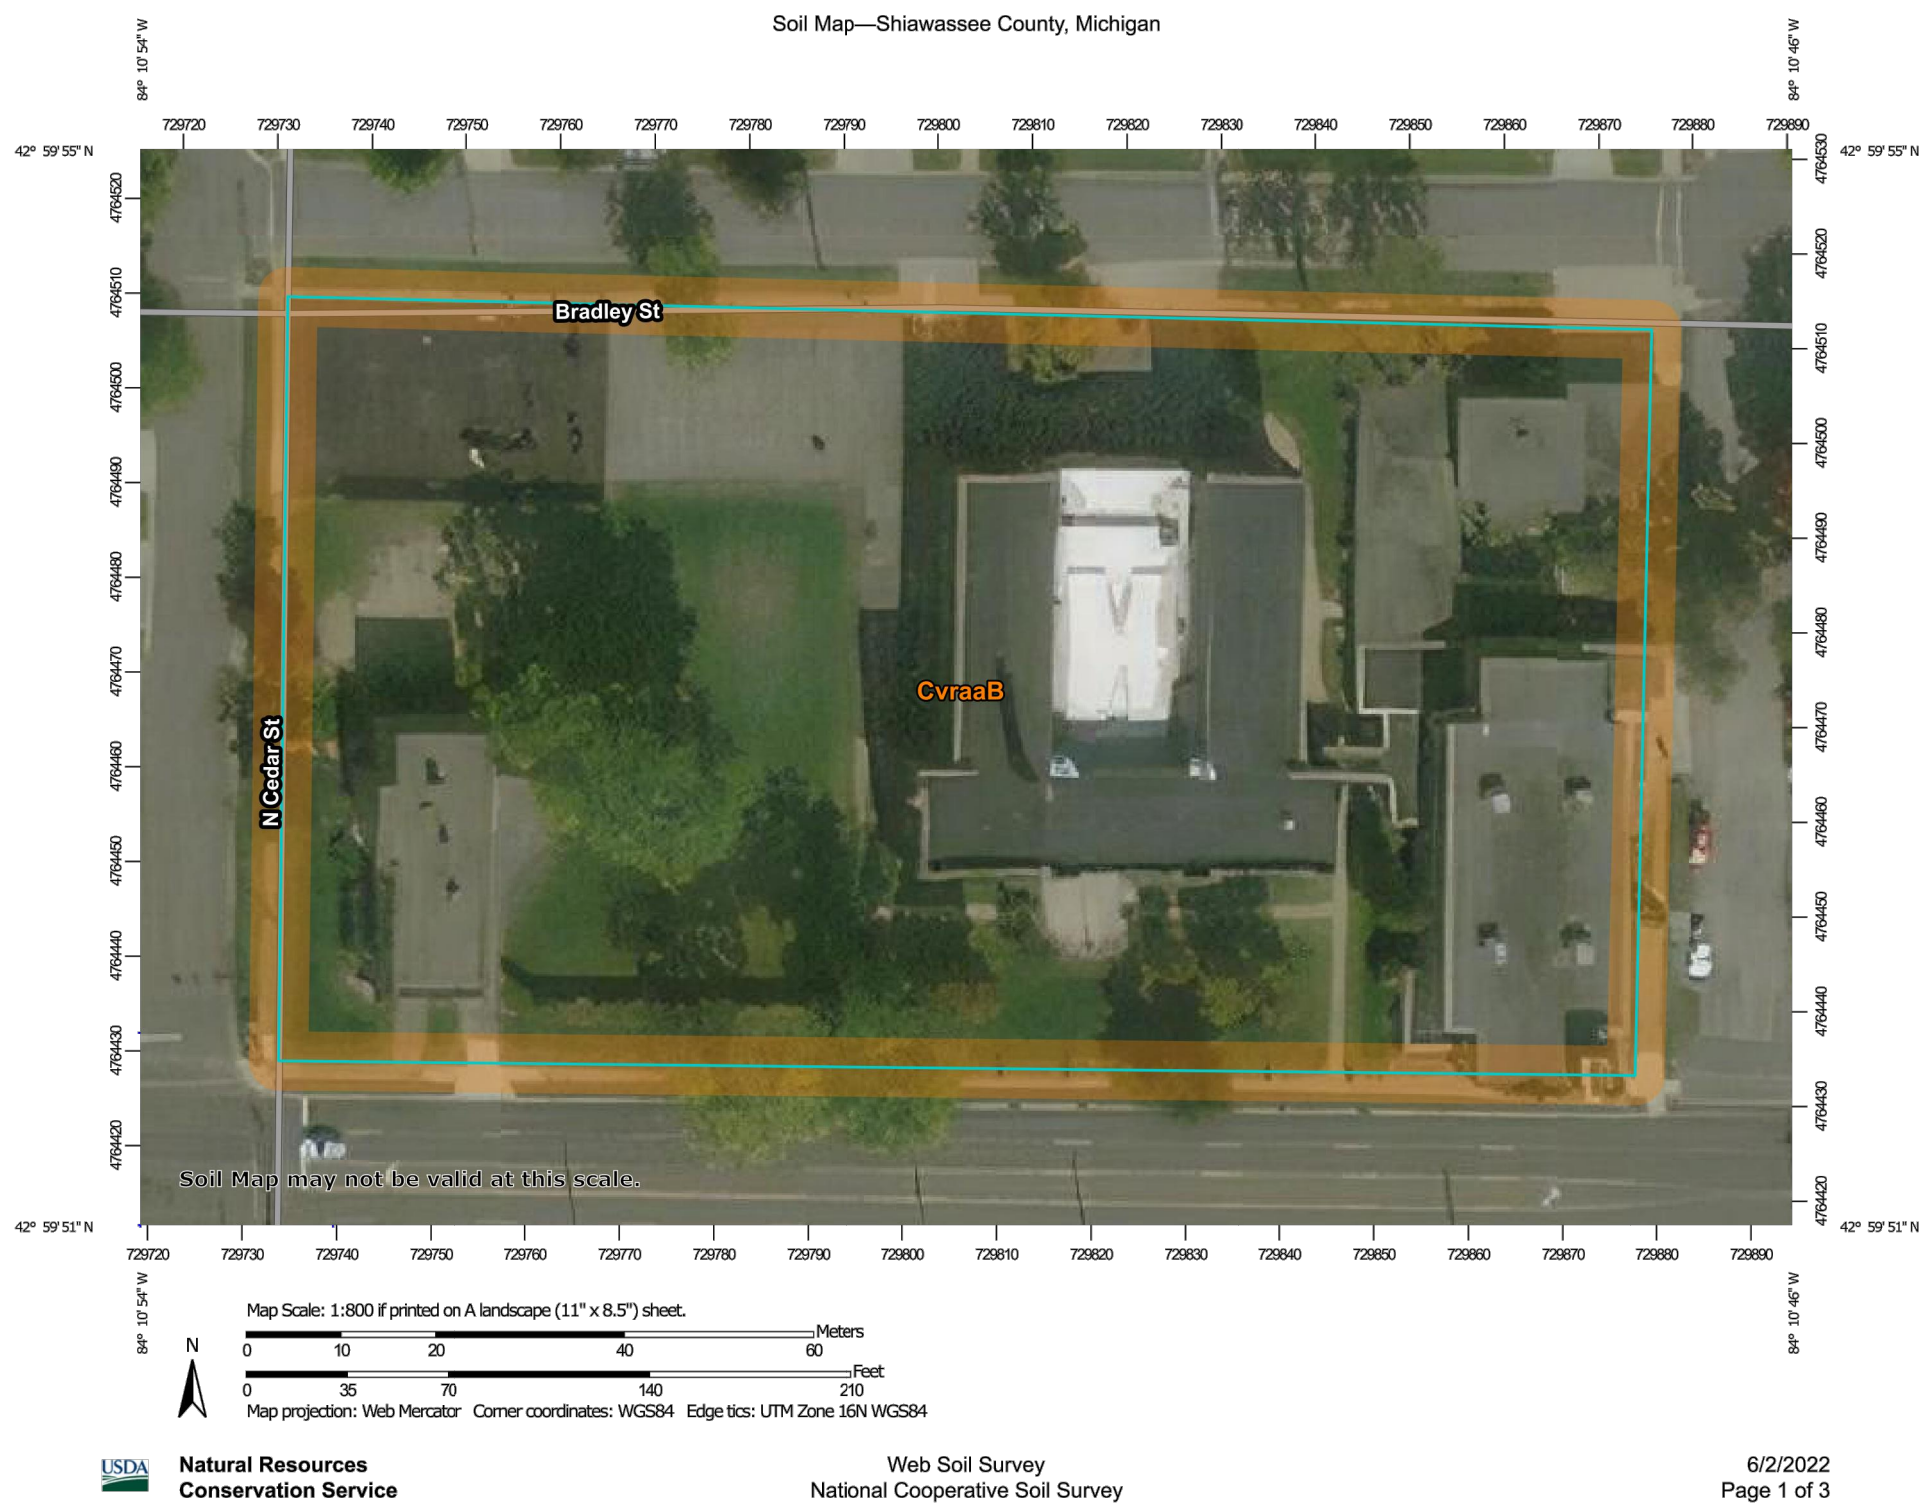 Soil Map—Shiawassee County, Michigan
84° 10' 54" W
84° 10' 46" W
729720 729730 729740 729750 729760 729770 729780 729790 729800 729810 729820 729830 729840 729850 729860 729870 729880 729890
42° 59' 55" N
42° 59' 55" N
4764520
4764510
4764500
4764490
4764480
4764470
4764460
4764450
4764440
4764430
4764420
4764530
4764520
4764510
4764500
4764490
4764480
4764470
4764460
4764450
4764440
4764430
4764420
Bradley St
CvraaB
N Cedar St
Soil Map may not be valid at this scale.
42° 59' 51" N
42° 59' 51" N
729720 729730 729740 729750 729760 729770 729780 729790 729800 729810 729820 729830 729840 729850 729860 729870 729880 729890
84° 10' 54" W
84° 10' 46" W
Map Scale: 1:800 if printed on A landscape (11" x 8.5") sheet.
Meters
0 10 20 40 60
Feet
0 35 70 140 210
Map projection: Web Mercator Corner coordinates: WGS84 Edge tics: UTM Zone 16N WGS84
N
USDA
Natural Resources
Conservation Service
Web Soil Survey
National Cooperative Soil Survey
6/2/2022
Page 1 of 3